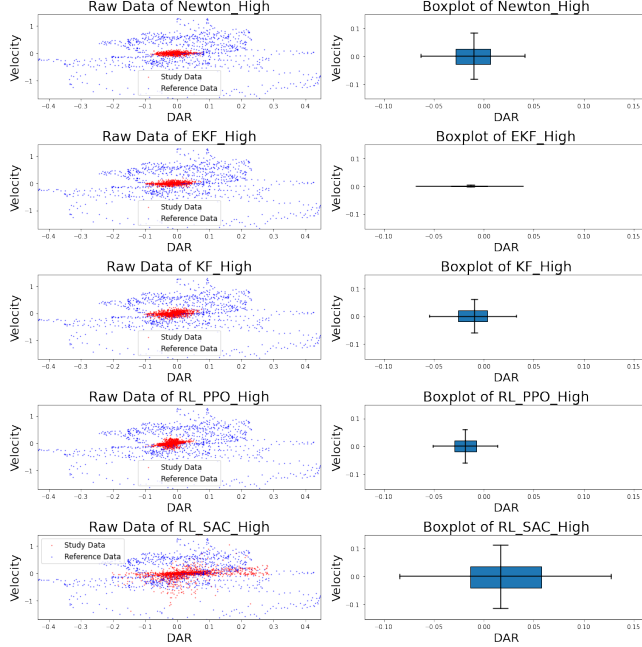 Raw Data of Newton_High
Velocity
1
0
−1
−0.4 −0.3 −0.2 −0.1 0.0 0.1 0.2 0.3 0.4
DAR
Study Data
Reference Data
Boxplot of Newton_High
Velocity
0.1
0.0
−0.1
−0.10 −0.05 0.00 0.05 0.10 0.15
DAR
Raw Data of EKF_High
Velocity
1
0
−1
−0.4 −0.3 −0.2 −0.1 0.0 0.1 0.2 0.3 0.4
DAR
Study Data
Reference Data
Boxplot of EKF_High
Velocity
0.1
0.0
−0.1
−0.10 −0.05 0.00 0.05 0.10 0.15
DAR
Raw Data of KF_High
Velocity
1
0
−1
−0.4 −0.3 −0.2 −0.1 0.0 0.1 0.2 0.3 0.4
DAR
Study Data
Reference Data
Boxplot of KF_High
Velocity
0.1
0.0
−0.1
−0.10 −0.05 0.00 0.05 0.10 0.15
DAR
Raw Data of RL_PPO_High
Velocity
1
0
−1
−0.4 −0.3 −0.2 −0.1 0.0 0.1 0.2 0.3 0.4
DAR
Study Data
Reference Data
Boxplot of RL_PPO_High
Velocity
0.1
0.0
−0.1
−0.10 −0.05 0.00 0.05 0.10 0.15
DAR
Raw Data of RL_SAC_High
Velocity
1
0
−1
−0.4 −0.3 −0.2 −0.1 0.0 0.1 0.2 0.3 0.4
DAR
Study Data
Reference Data
Boxplot of RL_SAC_High
Velocity
0.1
0.0
−0.1
−0.10 −0.05 0.00 0.05 0.10 0.15
DAR